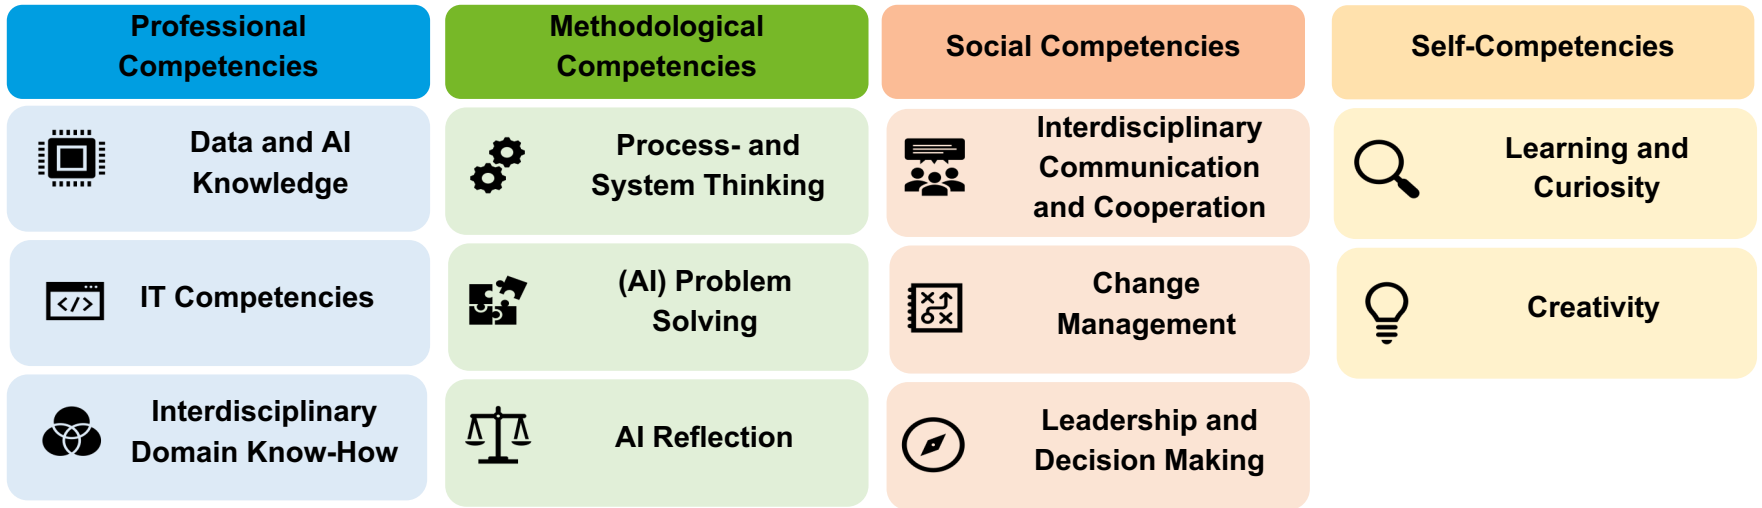 Professional
Competencies
Data and AI
Knowledge
</>
IT Competencies
Interdisciplinary
Domain Know-How
Methodological
Competencies
Process- and
System Thinking
(AI) Problem
Solving
AI Reflection
Social Competencies
Interdisciplinary
Communication
and Cooperation
Change
Management
Leadership and
Decision Making
Self-Competencies
Learning and
Curiosity
Creativity